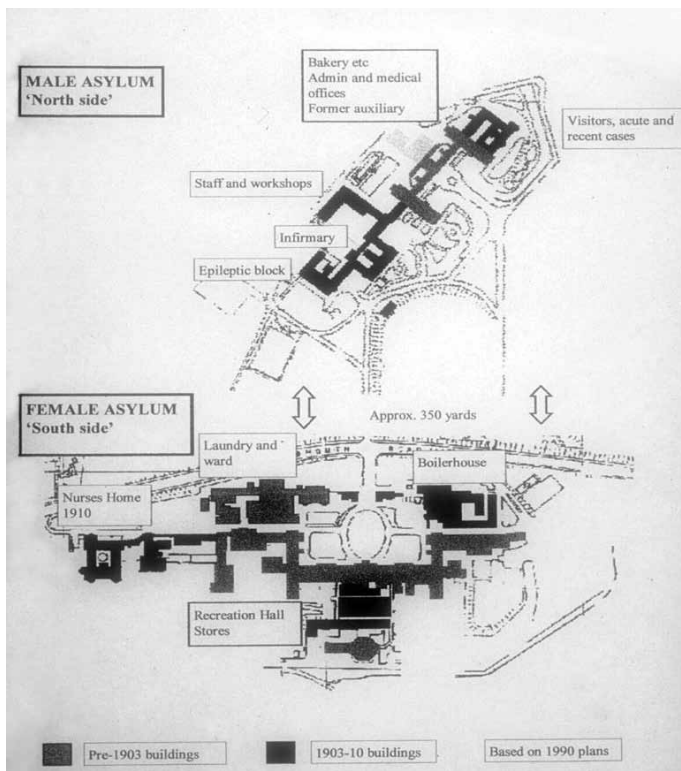 MALE ASYLUM
'North side'
Bakery etc
Admin and medical
offices
Former auxiliary
Visitors, acute and
recent cases
Staff and workshops
Infirmary
Epileptic block
FEMALE ASYLUM
'South side'
Approx. 350 yards
Laundry and
ward
Boilerhouse
Nurses Home
1910
Recreation Hall
Stores
Pre-1903 buildings
1903-10 buildings
Based on 1990 plans